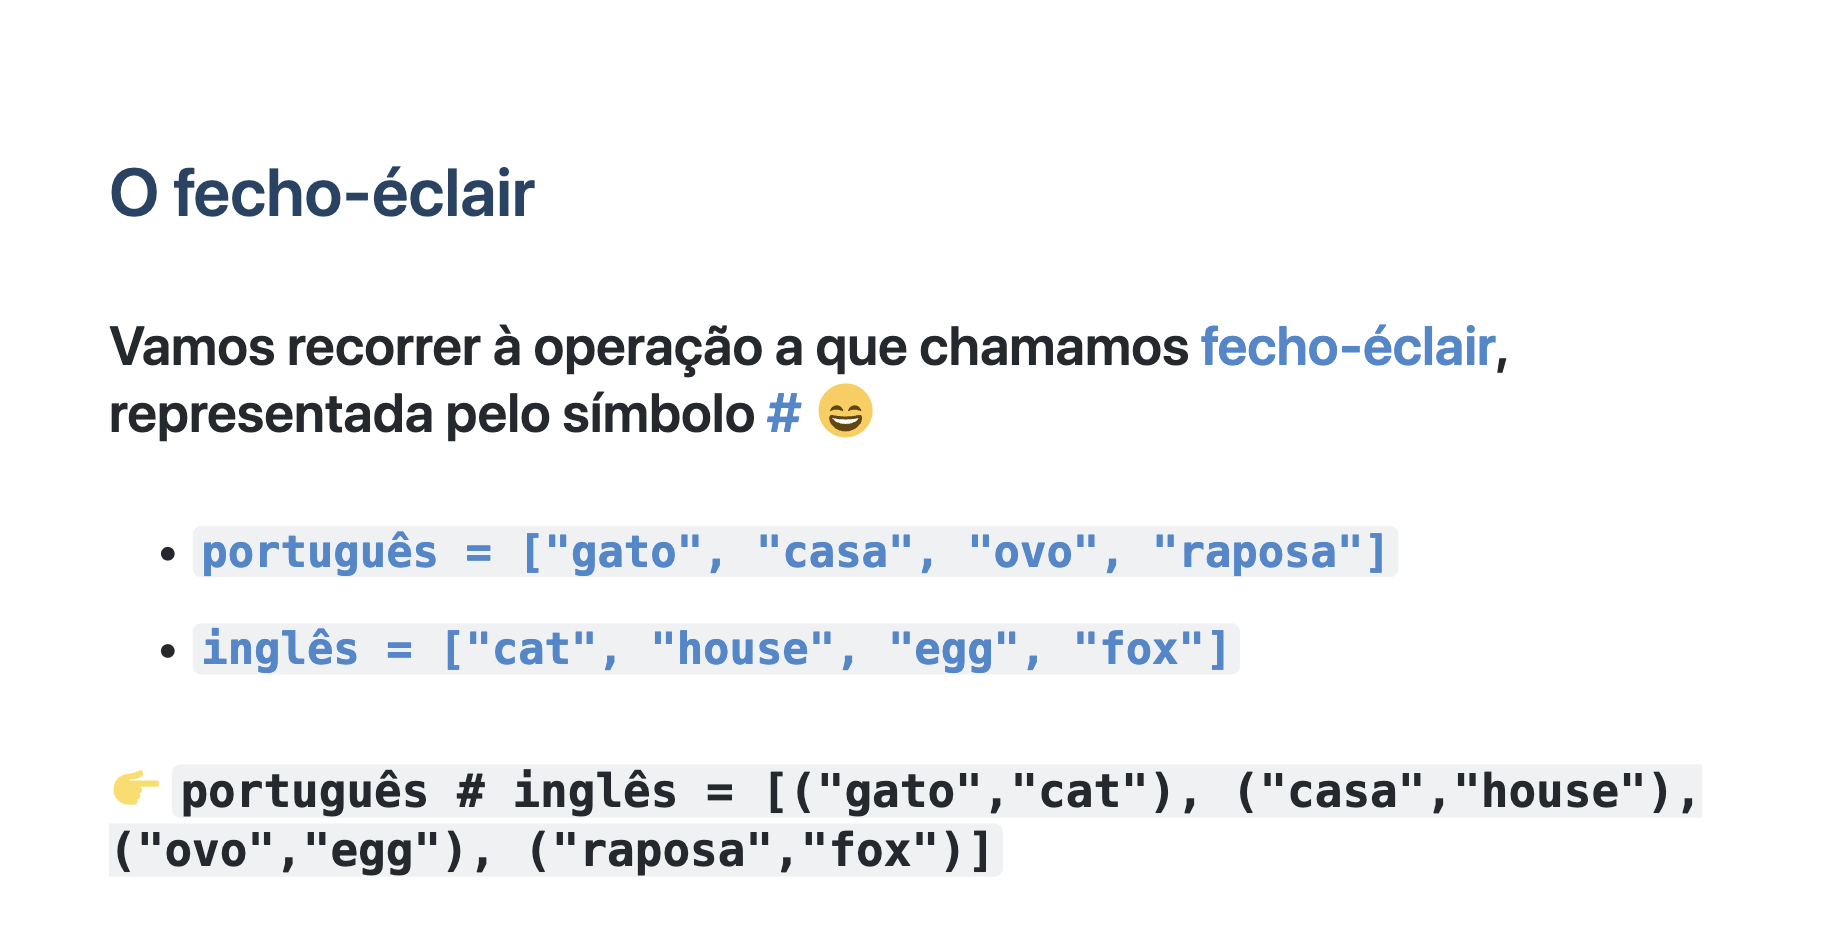 O fecho-éclair
Vamos recorrer à operação a que chamamos fecho-éclair,
representada pelo símbolo # 😄
• português = ["gato", "casa", "ovo", "raposa"]
• inglês = ["cat", "house", "egg", "fox"]
👉 português # inglês = [("gato","cat"), ("casa","house"),
("ovo","egg"), ("raposa","fox")]